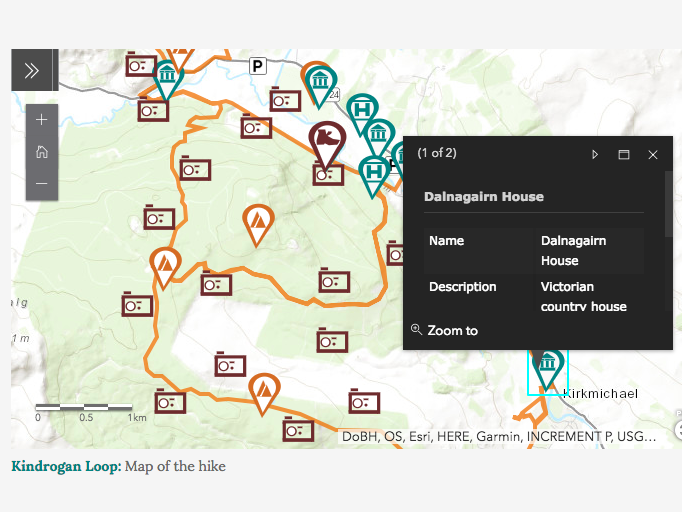 P
24
H
(1 of 2)
H
P
Dalnagairn House
Name Dalnagairn
House
Description Victorian
country house
Zoom to
1 m
Kirkmichael
0 0.5 1km
DoBH, OS, Esri, HERE, Garmin, INCREMENT P, USG...
Kindrogan Loop: Map of the hike